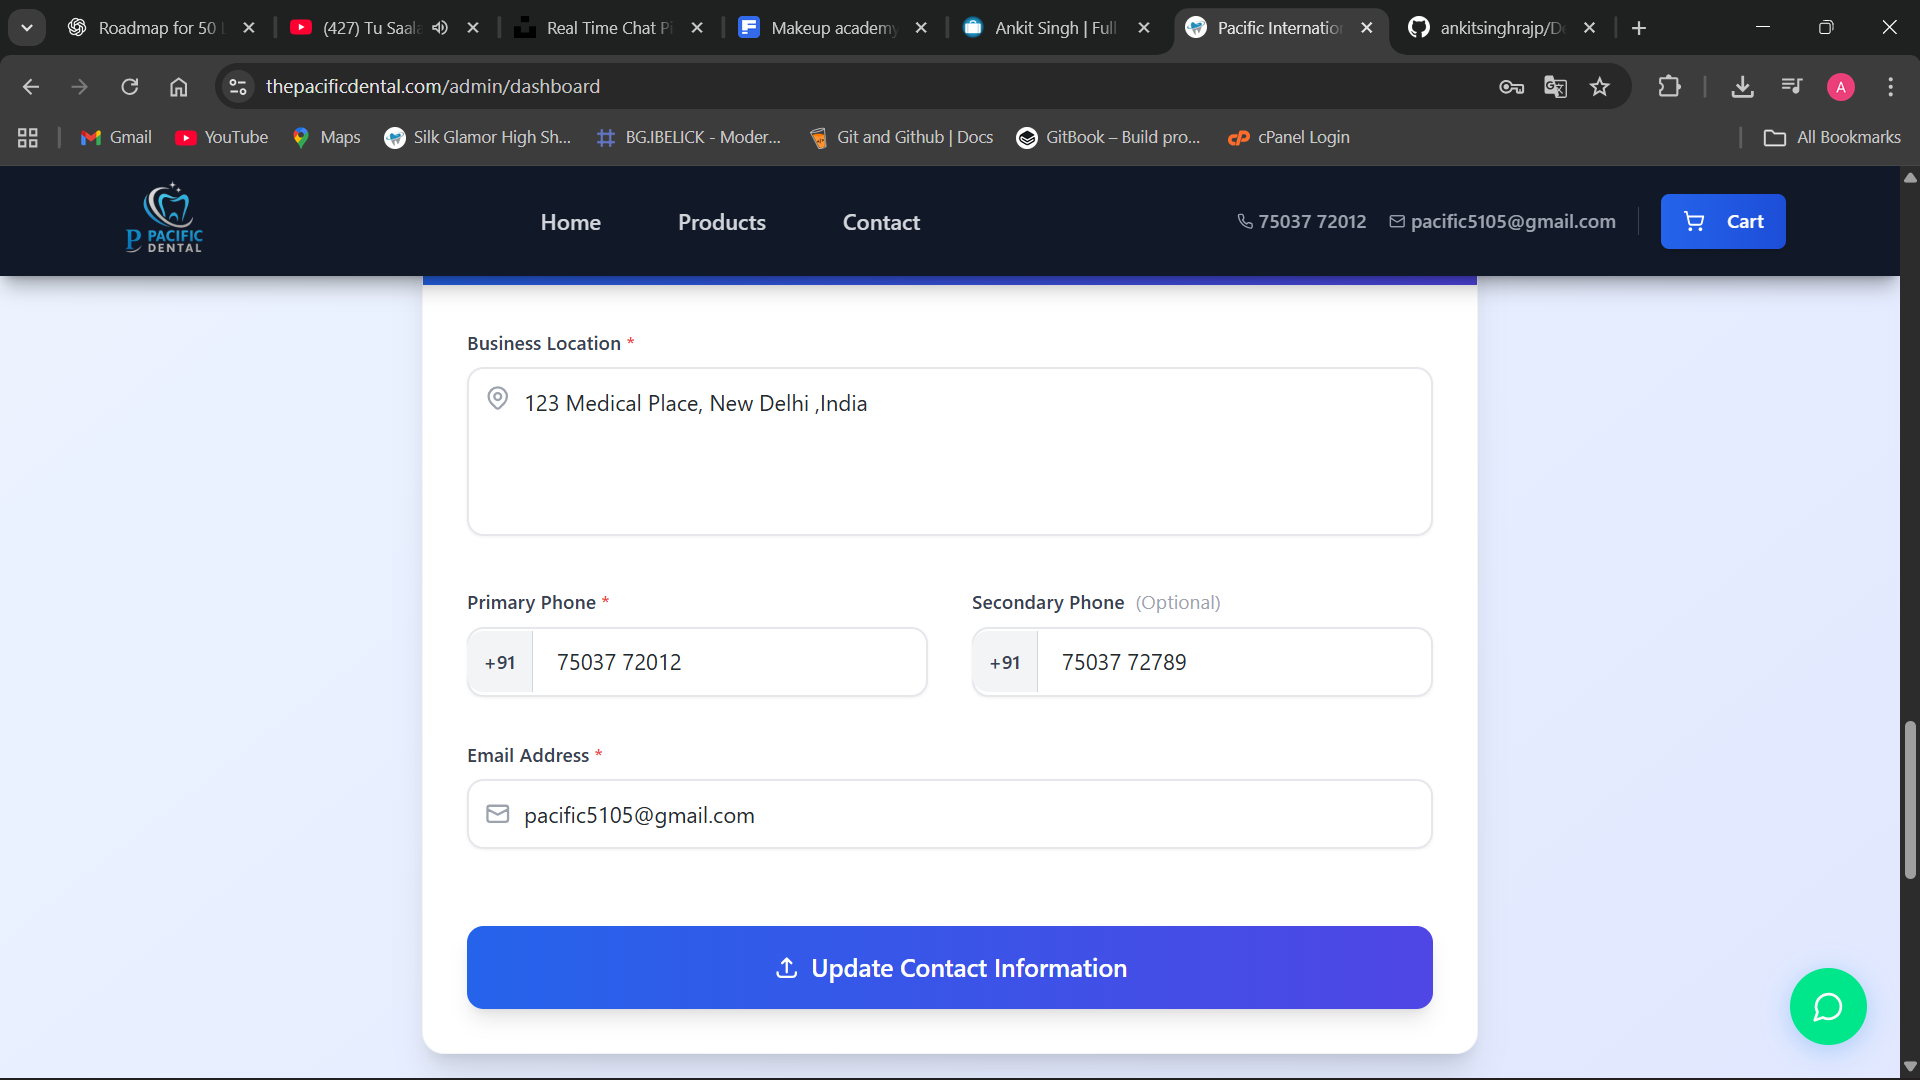 Roadmap for 50
(427) Tu Saala
Real Time Chat Pi
Makeup academy
Ankit Singh | Full
Pacific Internatio
ankitsinghrajp/De
thepacificdental.com/admin/dashboard
A
Gmail
YouTube
Maps
Silk Glamor High Sh...
BG.IBELICK - Moder...
Git and Github | Docs
GitBook – Build pro...
cPanel Login
All Bookmarks
P PACIFIC
DENTAL
Home
Products
Contact
75037 72012
pacific5105@gmail.com
Cart
Business Location *
123 Medical Place, New Delhi ,India
Primary Phone *
Secondary Phone (Optional)
+91 75037 72012
+91 75037 72789
Email Address *
pacific5105@gmail.com
Update Contact Information